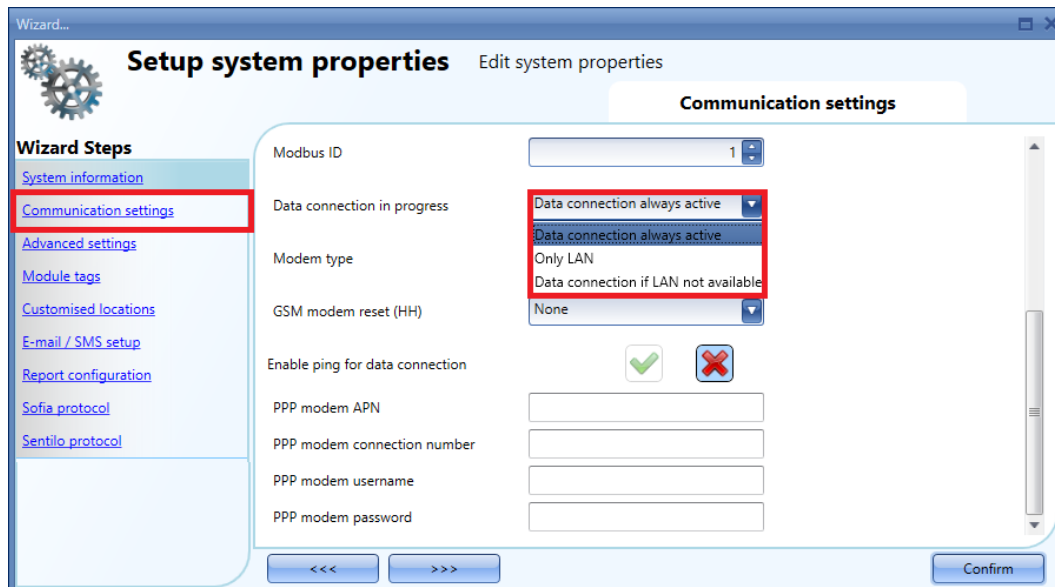 Wizard...
Setup system properties Edit system properties
Communication settings
Wizard Steps
System information
Communication settings
Advanced settings
Module tags
Customised locations
E-mail / SMS setup
Report configuration
Sofia protocol
Sentilo protocol
Modbus ID 1
Data connection in progress Data connection always active
Data connection always active
Modem type Only LAN
Data connection if LAN not available
GSM modem reset (HH) None
Enable ping for data connection
PPP modem APN
PPP modem connection number
PPP modem username
PPP modem password
<<< >>> Confirm